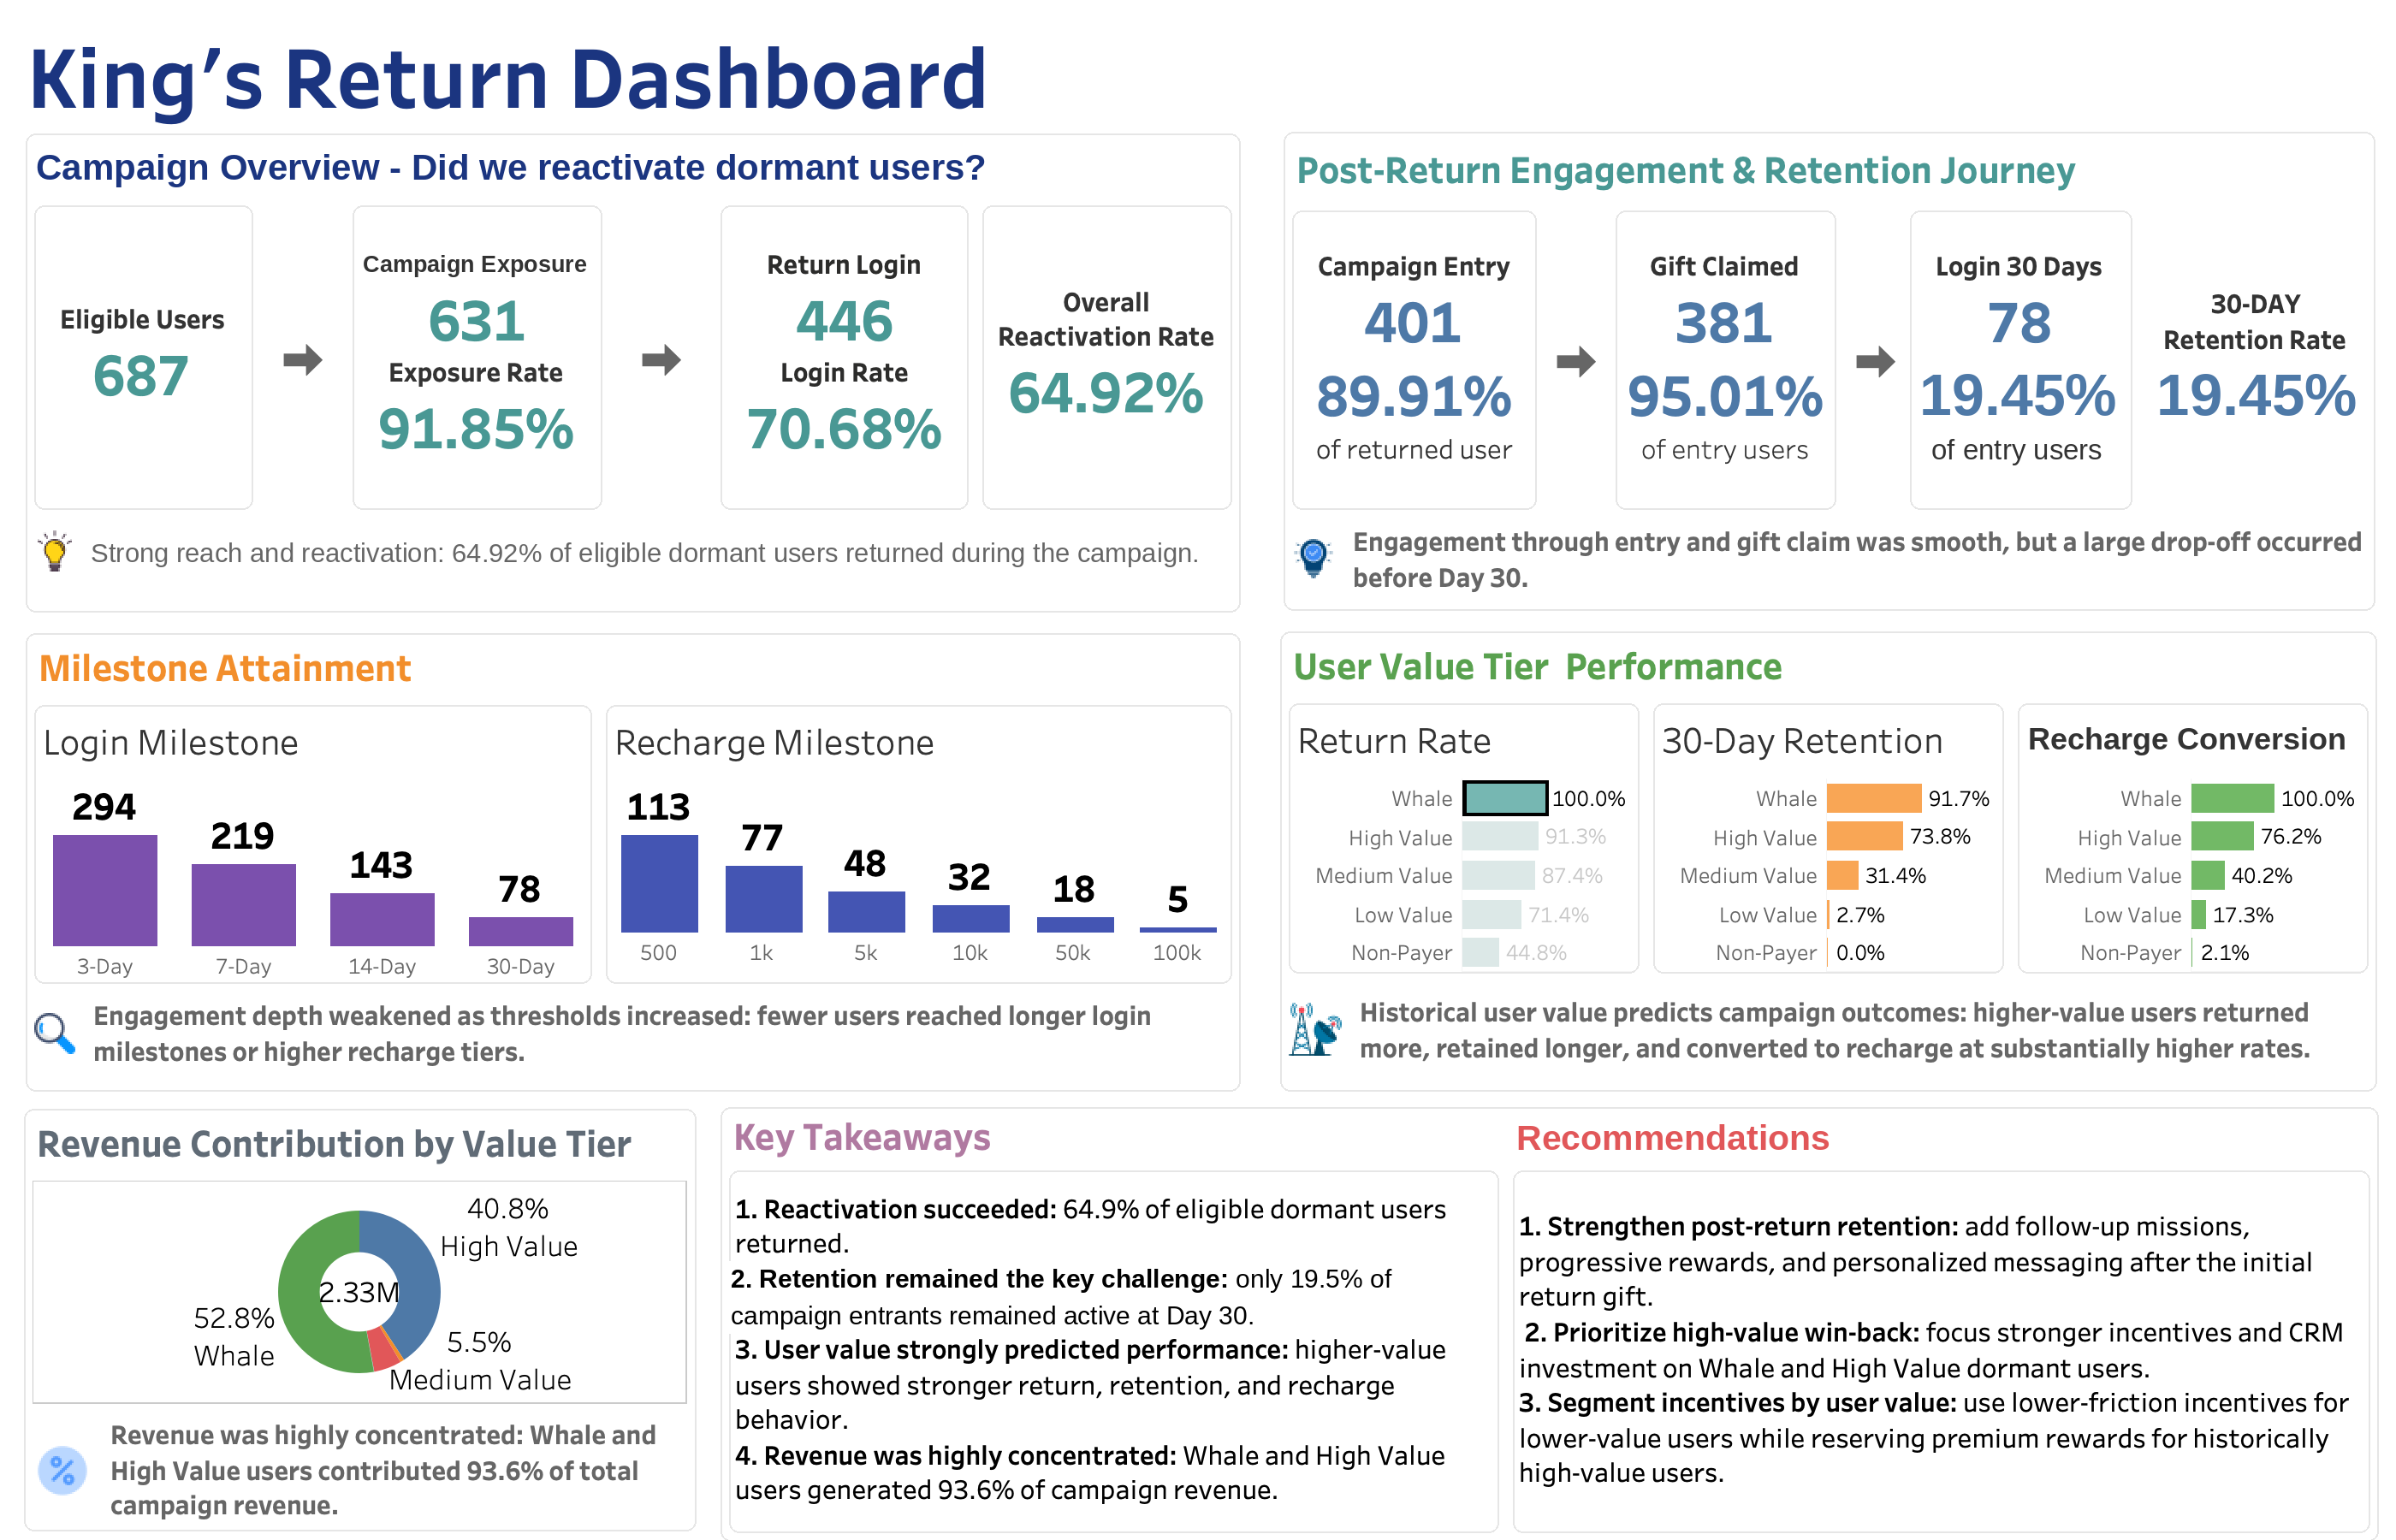 King’s Return Dashboard
Campaign Overview - Did we reactivate dormant users?
Eligible Users
687
Campaign Exposure
631
Exposure Rate
91.85%
Return Login
446
Login Rate
70.68%
Overall
Reactivation Rate
64.92%
Strong reach and reactivation: 64.92% of eligible dormant users returned during the campaign.
Post-Return Engagement & Retention Journey
Campaign Entry
401
89.91%
of returned user
Gift Claimed
381
95.01%
of entry users
Login 30 Days
78
19.45%
of entry users
30-DAY
Retention Rate
19.45%
Engagement through entry and gift claim was smooth, but a large drop-off occurred
before Day 30.
Milestone Attainment
Login Milestone
294
219
143
78
3-Day
7-Day
14-Day
30-Day
Recharge Milestone
113
77
48
32
18
5
500
1k
5k
10k
50k
100k
Engagement depth weakened as thresholds increased: fewer users reached longer login
milestones or higher recharge tiers.
User Value Tier  Performance
Return Rate
Whale 100.0%
High Value 91.3%
Medium Value 87.4%
Low Value 71.4%
Non-Payer 44.8%
30-Day Retention
Whale 91.7%
High Value 73.8%
Medium Value 31.4%
Low Value 2.7%
Non-Payer 0.0%
Recharge Conversion
Whale 100.0%
High Value 76.2%
Medium Value 40.2%
Low Value 17.3%
Non-Payer 2.1%
Historical user value predicts campaign outcomes: higher-value users returned
more, retained longer, and converted to recharge at substantially higher rates.
Revenue Contribution by Value Tier
40.8%
High Value
2.33M
52.8%
Whale
5.5%
Medium Value
%
Revenue was highly concentrated: Whale and
High Value users contributed 93.6% of total
campaign revenue.
Key Takeaways
1. Reactivation succeeded: 64.9% of eligible dormant users
returned.
2. Retention remained the key challenge: only 19.5% of
campaign entrants remained active at Day 30.
3. User value strongly predicted performance: higher-value
users showed stronger return, retention, and recharge
behavior.
4. Revenue was highly concentrated: Whale and High Value
users generated 93.6% of campaign revenue.
Recommendations
1. Strengthen post-return retention: add follow-up missions,
progressive rewards, and personalized messaging after the initial
return gift.
2. Prioritize high-value win-back: focus stronger incentives and CRM
investment on Whale and High Value dormant users.
3. Segment incentives by user value: use lower-friction incentives for
lower-value users while reserving premium rewards for historically
high-value users.